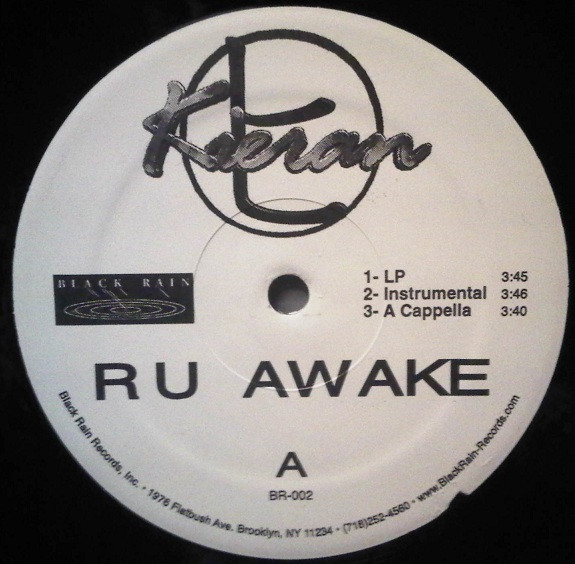 Kieran
E
BLACK RAIN
1- LP 3:45
2- Instrumental 3:46
3- A Cappella 3:40
R U AWAKE
A
BR-002
Black Rain Records, Inc. • 1976 Flatbush Ave. Brooklyn, NY 11234 • (718)252-4560 • www.BlackRain-Records.com